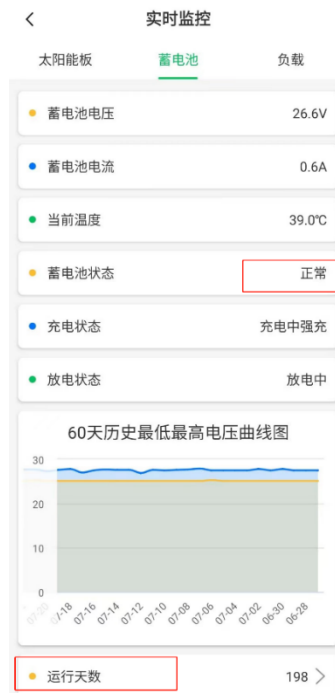 实时监控
太阳能板 蓄电池 负载
蓄电池电压 26.6V
蓄电池电流 0.6A
当前温度 39.0℃
蓄电池状态 正常
充电状态 充电中强充
放电状态 放电中
60天历史最低最高电压曲线图
30
20
10
0
07-20 07-18 07-16 07-14 07-12 07-10 07-08 07-06 07-04 07-02 06-30 06-28
运行天数 198